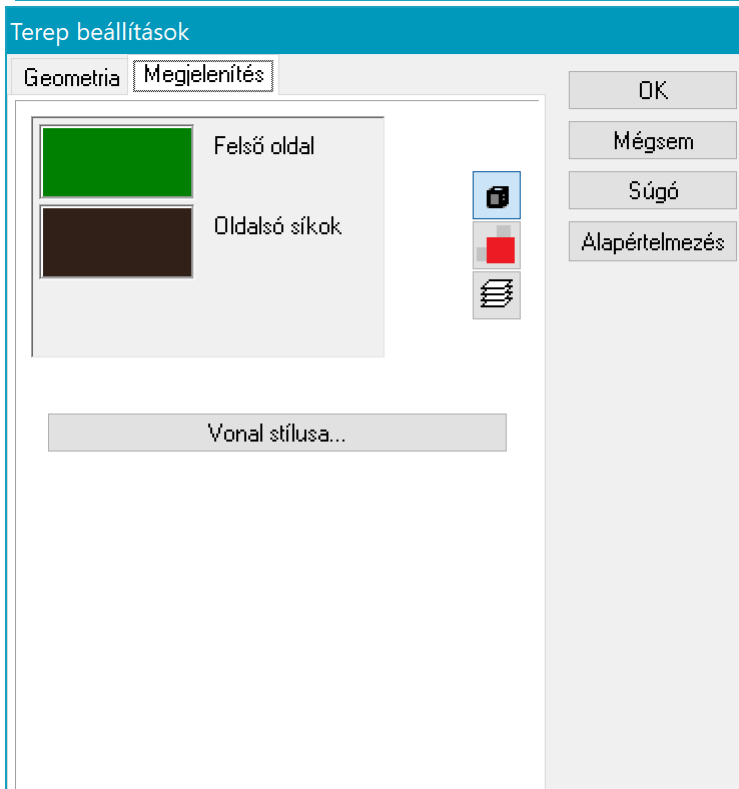 Terep beállítások
Geometria
Megjelenítés
OK
Mégsem
Súgó
Alapértelmezés
Felső oldal
Oldalsó síkok
Vonal stílusa...